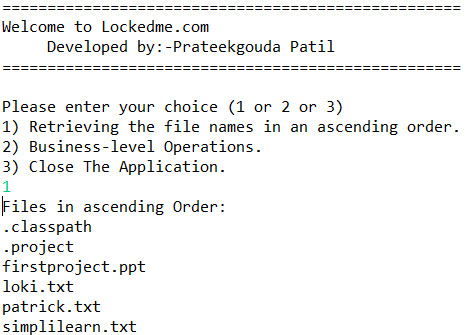 ===================================================
Welcome to Lockedme.com
Developed by:-Prateekgouda Patil
===================================================
Please enter your choice (1 or 2 or 3)
1) Retrieving the file names in an ascending order.
2) Business-level Operations.
3) Close The Application.
1
Files in ascending Order:
.classpath
.project
firstproject.ppt
loki.txt
patrick.txt
simplilearn.txt